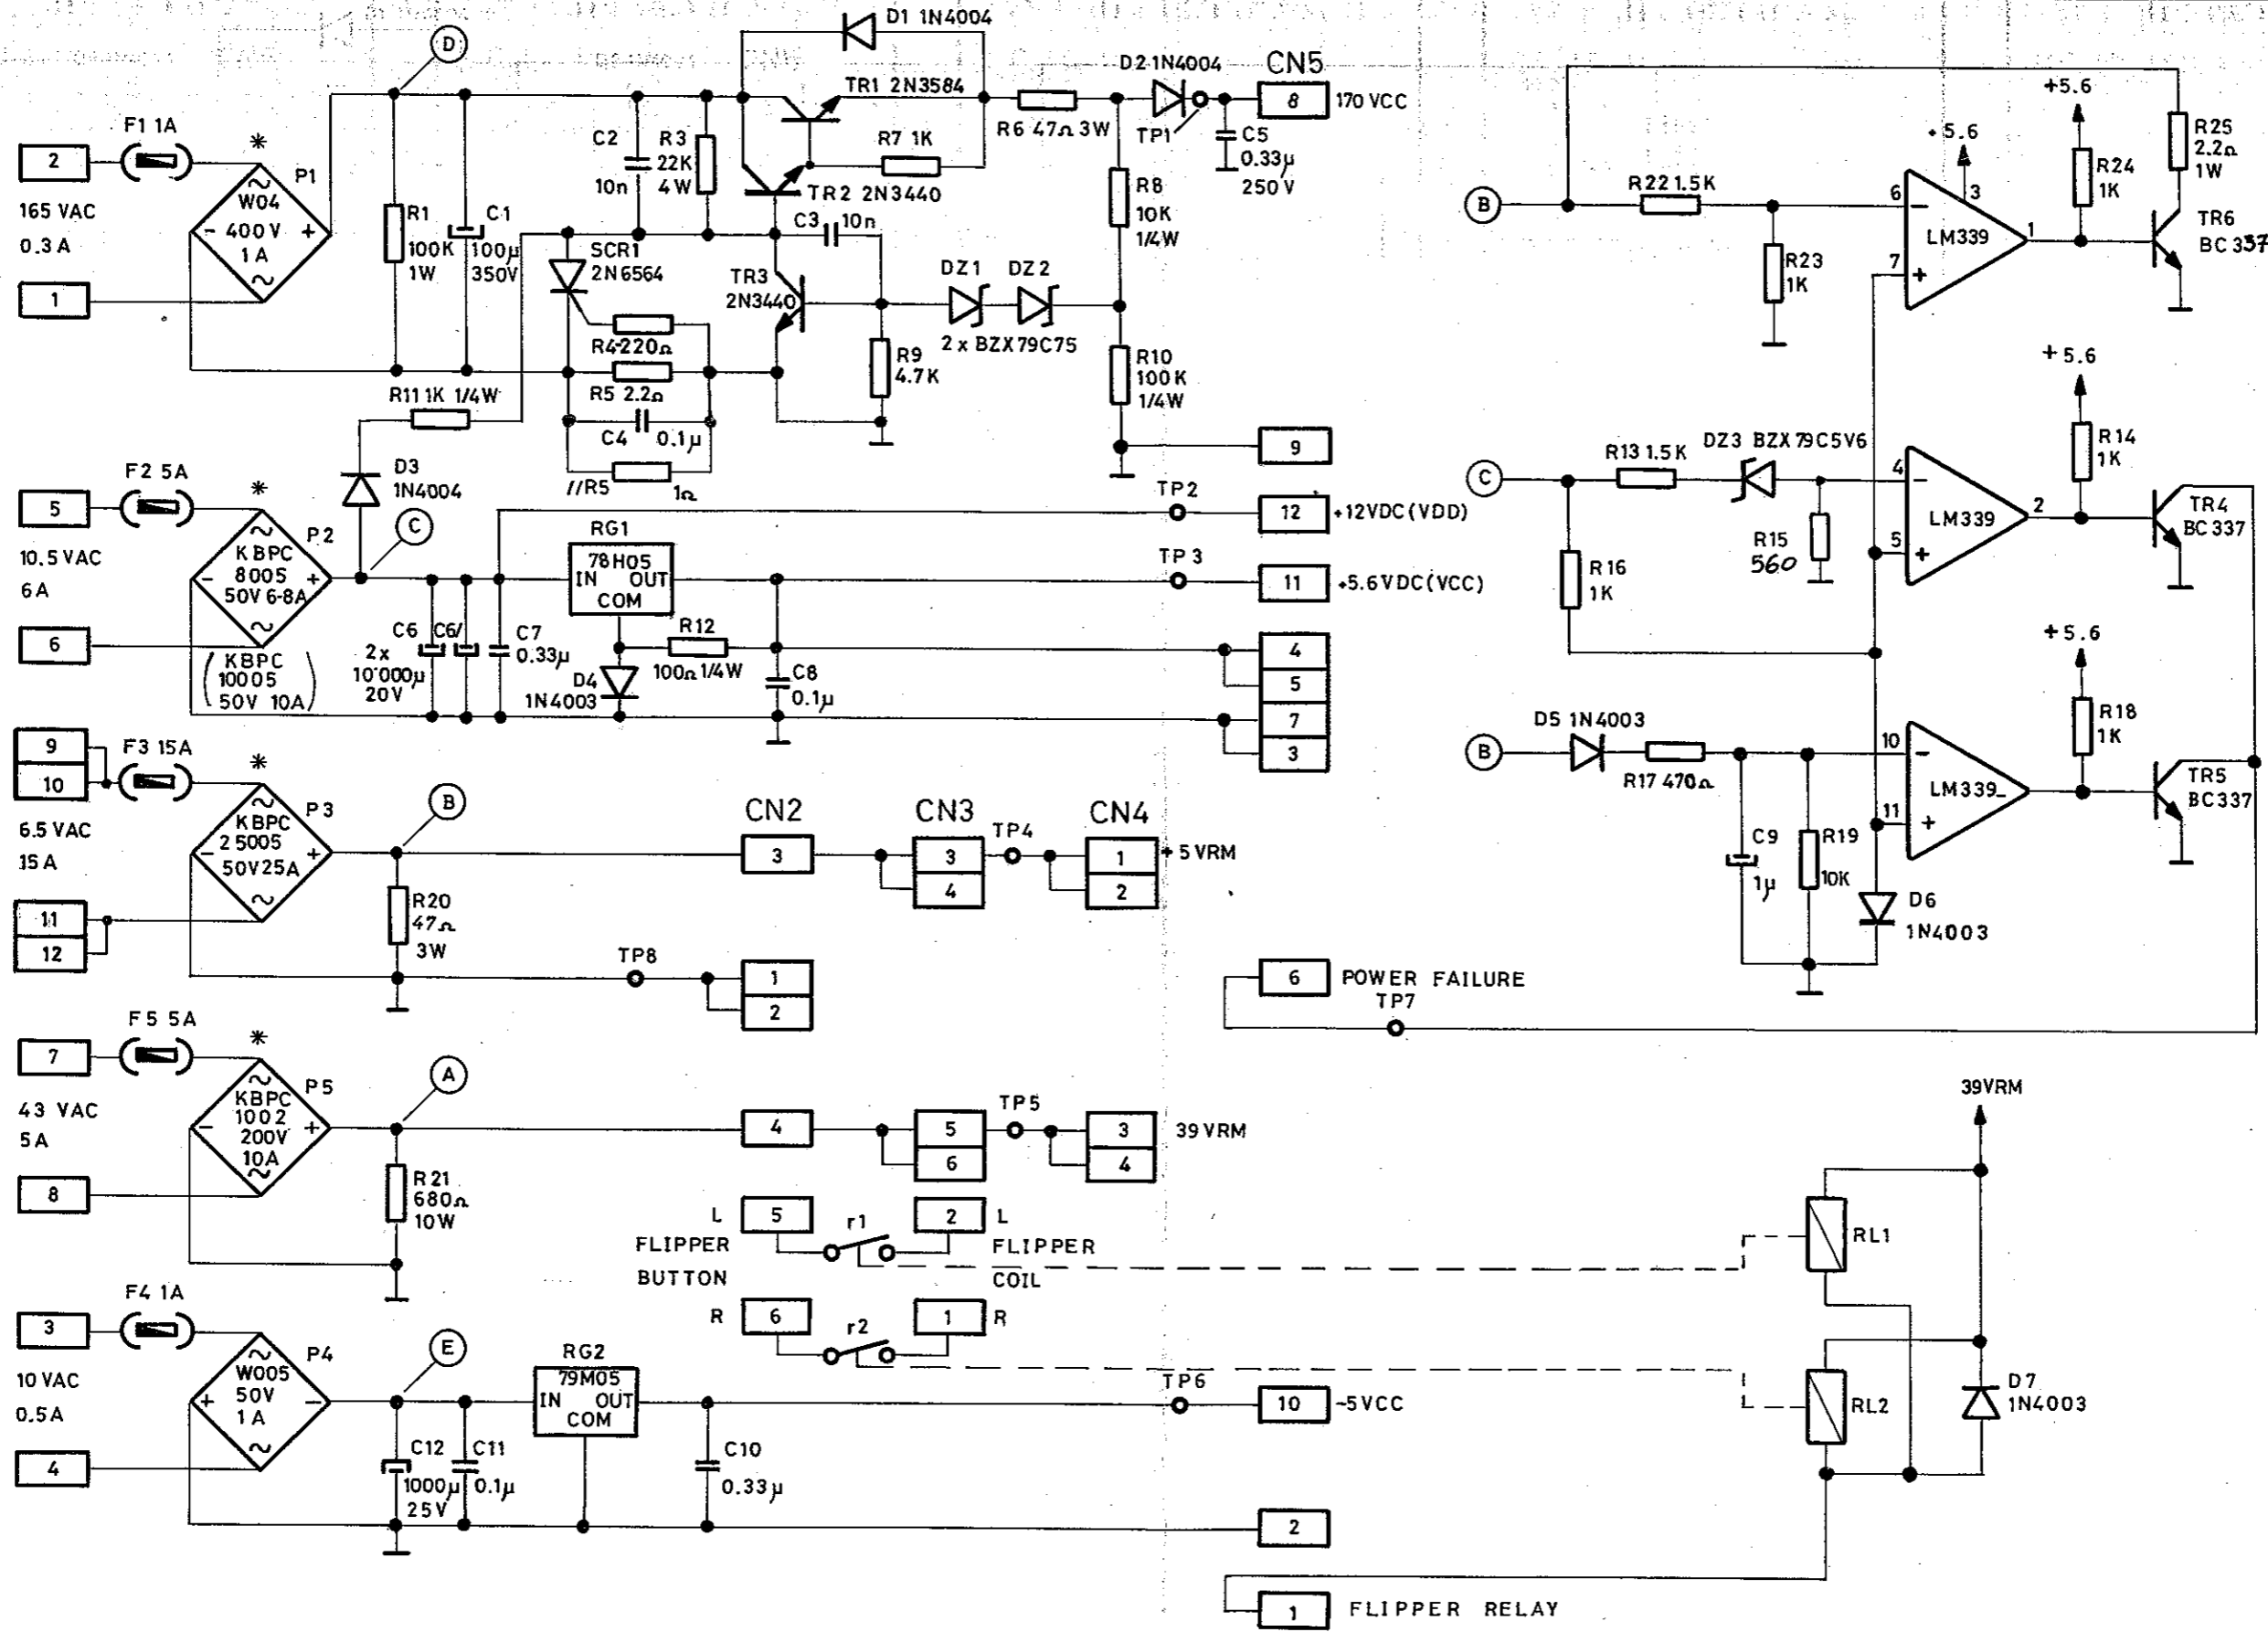 D1 1N4004
D
D2 1N4004
CN5
TR1 2N3584
8
170 VCC
+5.6
F1 1A
*
2
P1
W04
- 400V +
1A
165 VAC
0.3 A
1
R1
100K
1W
C1
100µ
350V
C2
10n
R3
22K
4W
R7 1K
TR2 2N3440
R6 47Ω 3W
TP1
C5
0.33µ
250V
R8
10K
1/4W
C3 10n
SCR1
2N6564
TR3
2N3440
DZ1 DZ2
2 x BZX79C75
R4 220Ω
R5 2.2Ω
R9
4.7K
R10
100K
1/4W
R11 1K 1/4W
C4 0.1µ
//R5 1Ω
9
B
R22 1.5K
R23
1K
+5.6
6
-
3
LM339
7
+
1
R24
1K
R25
2.2Ω
1W
TR6
BC337
F2 5A
*
5
D3
1N4004
C
P2
KBPC
- 8005 +
50V 6-8A
10.5 VAC
6A
6
(KBPC
10005
50V 10A)
RG1
78H05
IN OUT
COM
TP2
12
+12VDC(VDD)
TP3
11
+5.6VDC(VCC)
C6 C6/
2x
10'000µ
20V
C7
0.33µ
R12
100Ω 1/4W
D4
1N4003
C8
0.1µ
4
5
7
3
C
R13 1.5K
DZ3 BZX79C5V6
R15
560
R16
1K
+5.6
4
-
LM339
5
+
2
R14
1K
TR4
BC337
9
10
F3 15A
*
6.5 VAC
15A
P3
KBPC
25005
- 50V25A +
11
12
B
R20
47Ω
3W
TP8
1
2
CN2
3
CN3
3
4
TP4
CN4
1
2
+5 VRM
B
D5 1N4003
R17 470Ω
C9
1µ
R19
10K
+5.6
10
-
LM339
11
+
R18
1K
TR5
BC337
D6
1N4003
6
POWER FAILURE
TP7
F5 5A
*
7
43 VAC
5A
P5
KBPC
- 1002 +
200V
10A
8
A
R21
680Ω
10W
4
5
6
TP5
3
4
39 VRM
L
5
r1
2
L
FLIPPER
BUTTON
FLIPPER
COIL
R
6
r2
1
R
39VRM
RL1
RL2
D7
1N4003
F4 1A
3
10 VAC
0.5A
P4
W005
+ 50V -
1A
4
E
C12
1000µ
25V
C11
0.1µ
RG2
79M05
IN OUT
COM
C10
0.33µ
TP6
10
-5VCC
2
1
FLIPPER RELAY